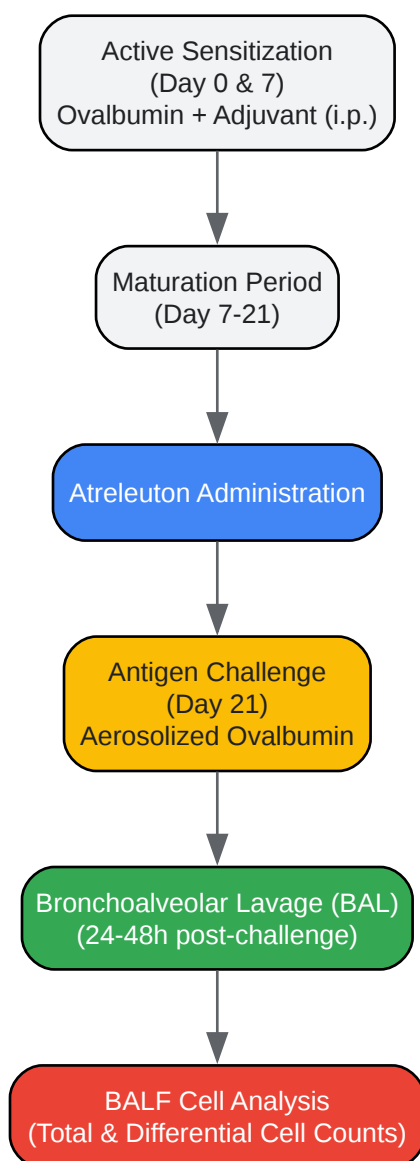 Active Sensitization
(Day 0 & 7)
Ovalbumin + Adjuvant (i.p.)
Maturation Period
(Day 7-21)
Atreleuton Administration
Antigen Challenge
(Day 21)
Aerosolized Ovalbumin
Bronchoalveolar Lavage (BAL)
(24-48h post-challenge)
BALF Cell Analysis
(Total & Differential Cell Counts)